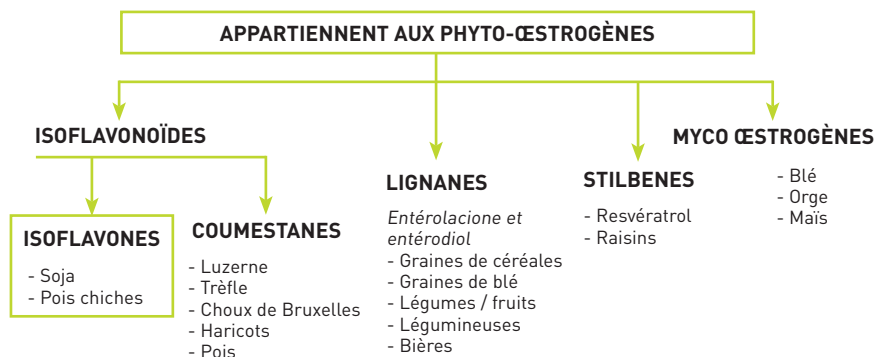 APPARTIENNENT AUX PHYTO-ŒSTROGÈNES
ISOFLAVONOÏDES
ISOFLAVONES
- Soja
- Pois chiches
COUMESTANES
- Luzerne
- Trèfle
- Choux de Bruxelles
- Haricots
- Pois
LIGNANES
Entérolacione et
entérodiol
- Graines de céréales
- Graines de blé
- Légumes / fruits
- Légumineuses
- Bières
STILBENES
- Resvératrol
- Raisins
MYCO ŒSTROGÈNES
- Blé
- Orge
- Maïs